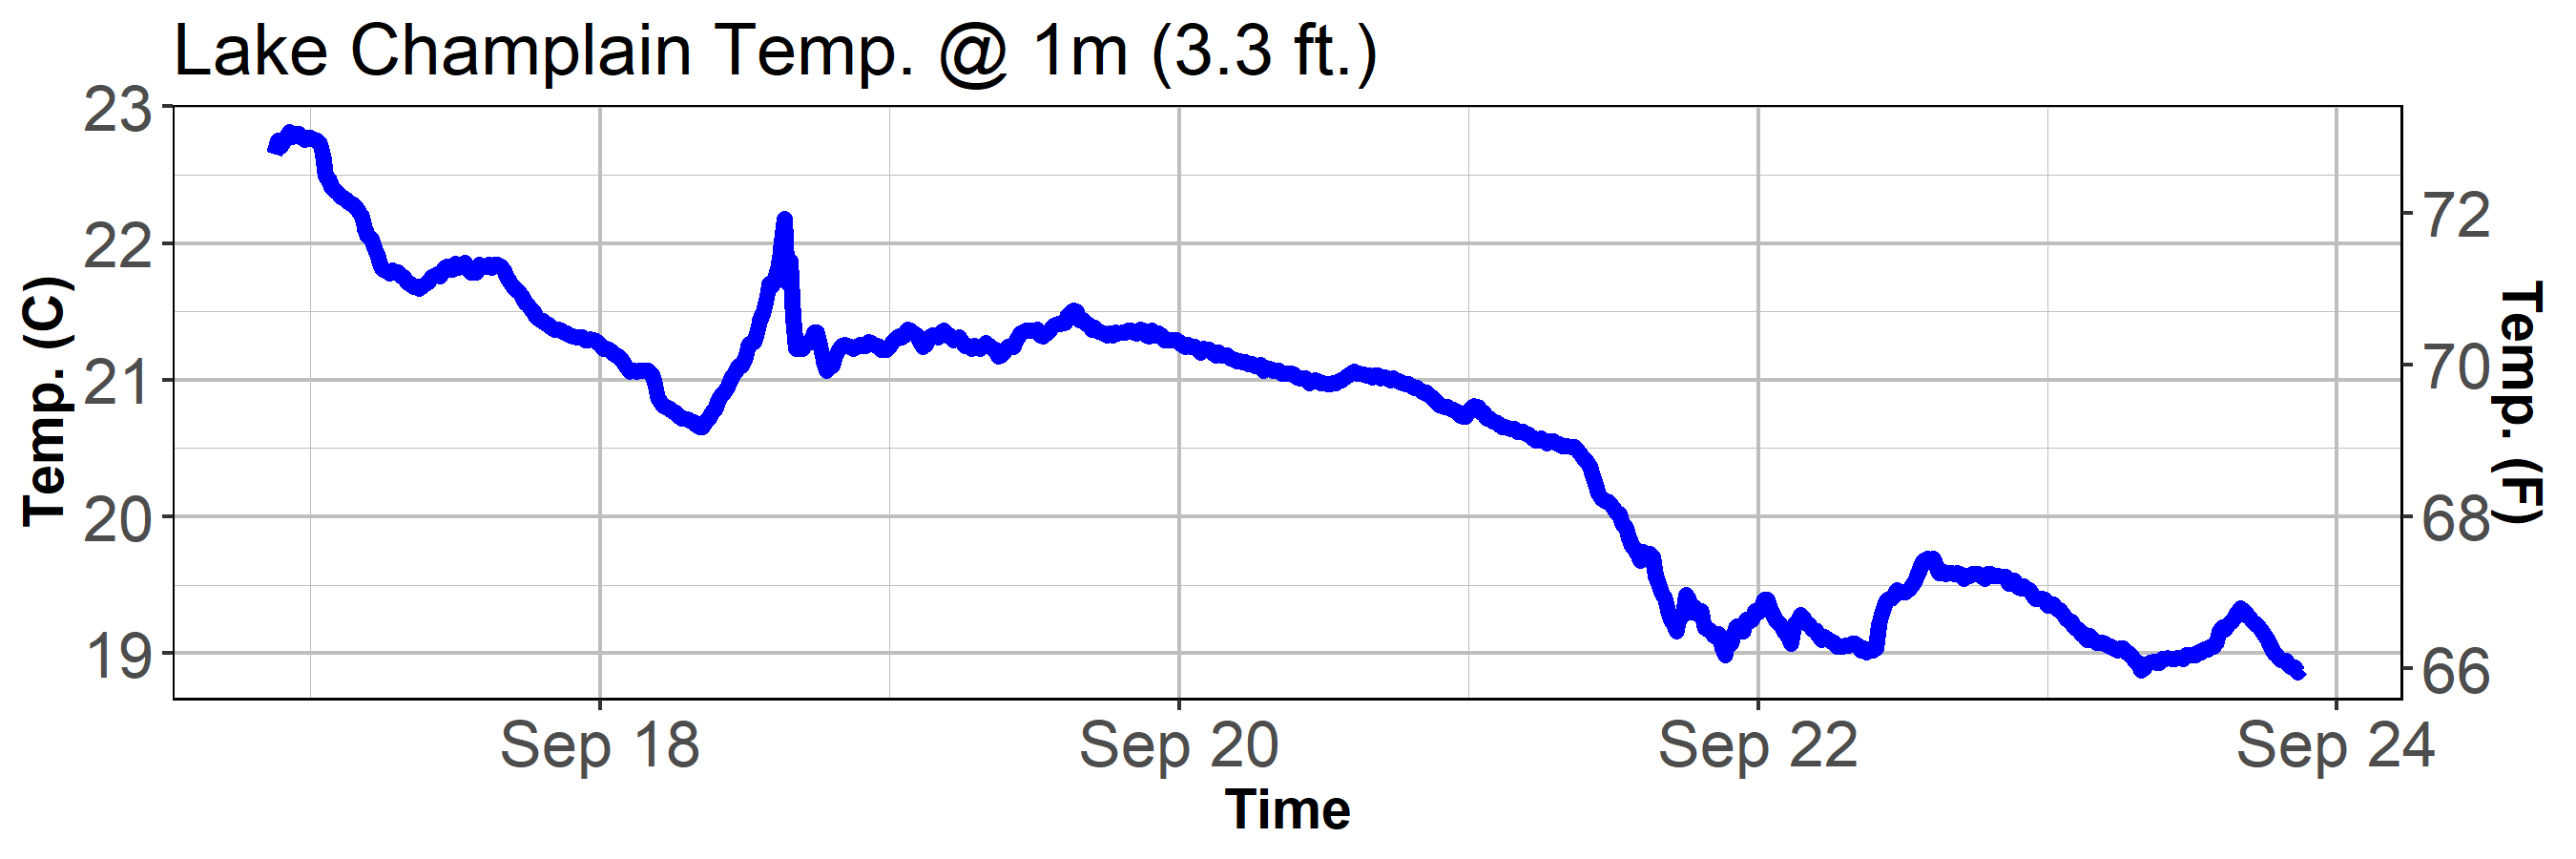 Lake Champlain Temp. @ 1m (3.3 ft.)
23
22
21
20
19
Temp. (C)
72
70
68
66
Temp. (F)
Sep 18
Sep 20
Sep 22
Sep 24
Time